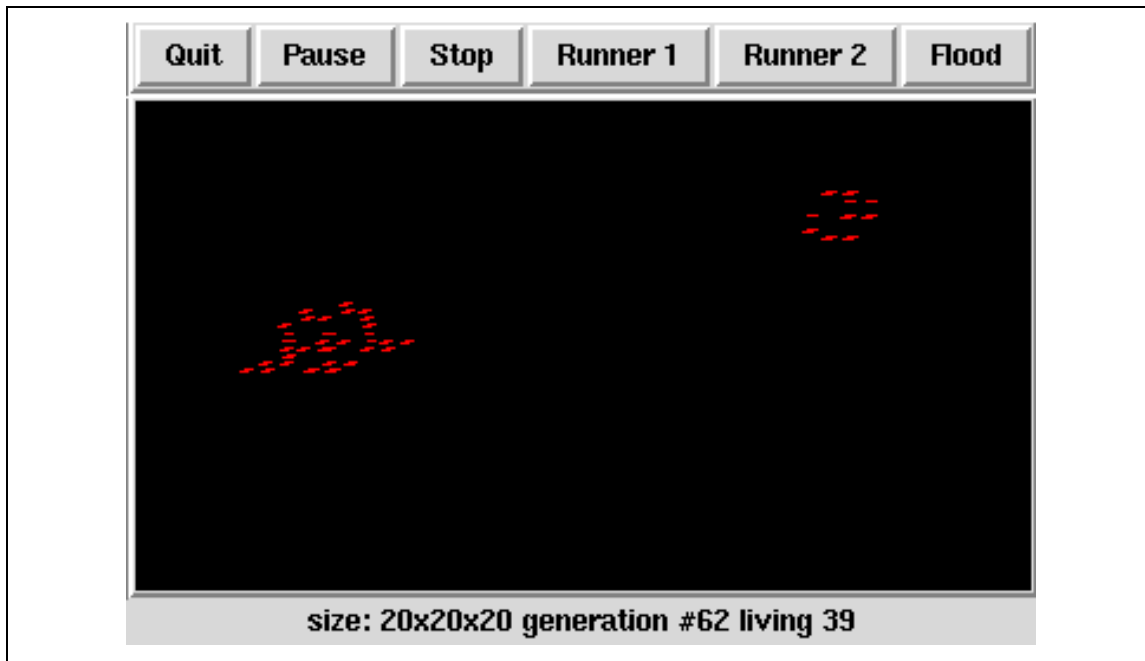 Quit Pause Stop Runner 1 Runner 2 Flood
size: 20x20x20 generation #62 living 39